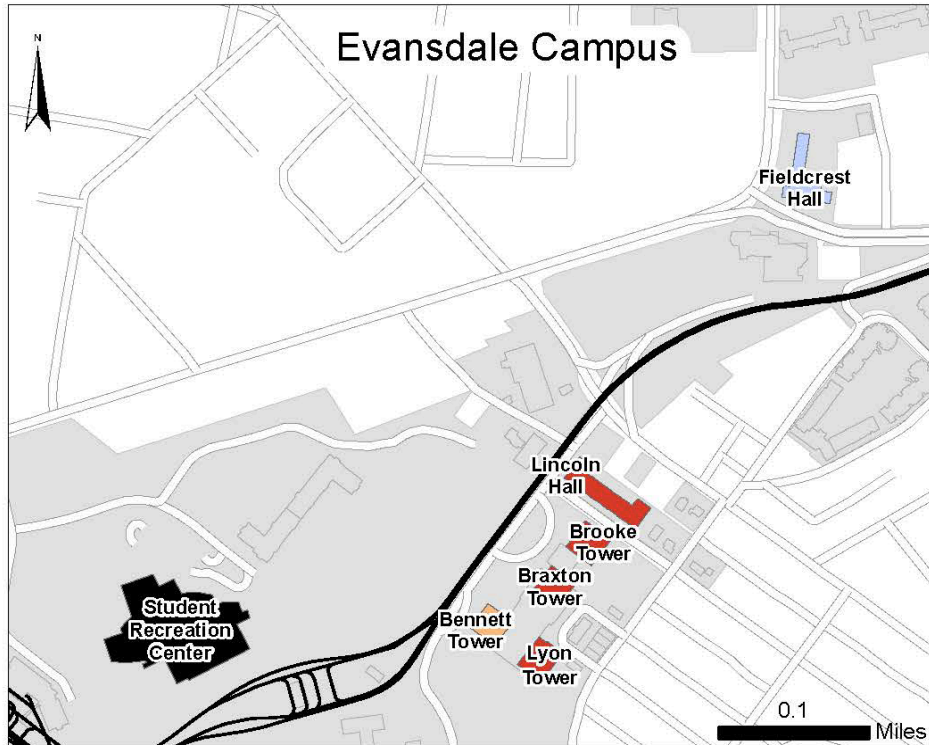 Evansdale Campus
N
Fieldcrest
Hall
Lincoln
Hall
Brooke
Tower
Braxton
Tower
Student
Recreation
Center
Bennett
Tower
Lyon
Tower
0.1
Miles